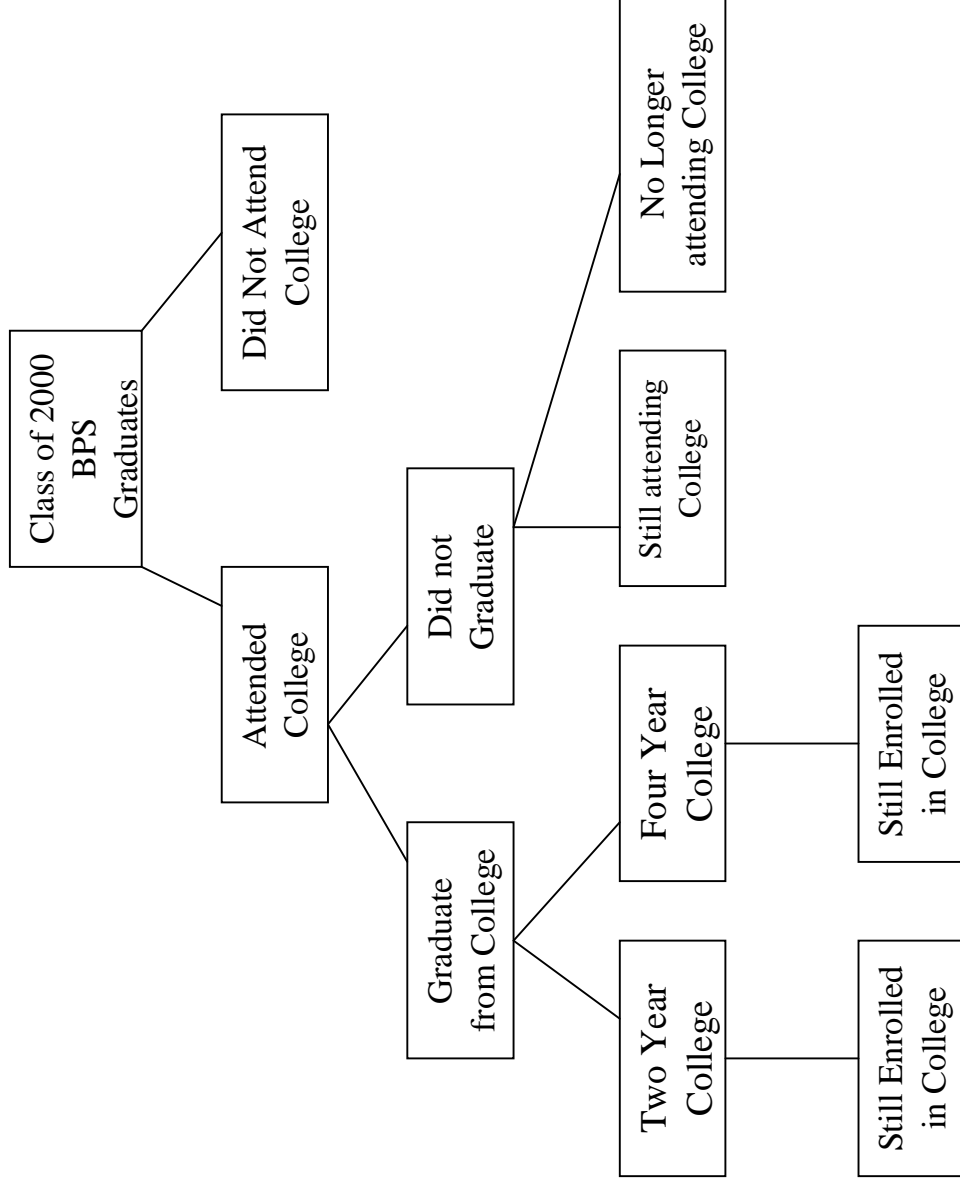 Class of 2000
BPS
Graduates
Attended
College
Did Not Attend
College
Graduate
from College
Did not
Graduate
Two Year
College
Four Year
College
Still attending
College
No Longer
attending College
Still Enrolled
in College
Still Enrolled
in College